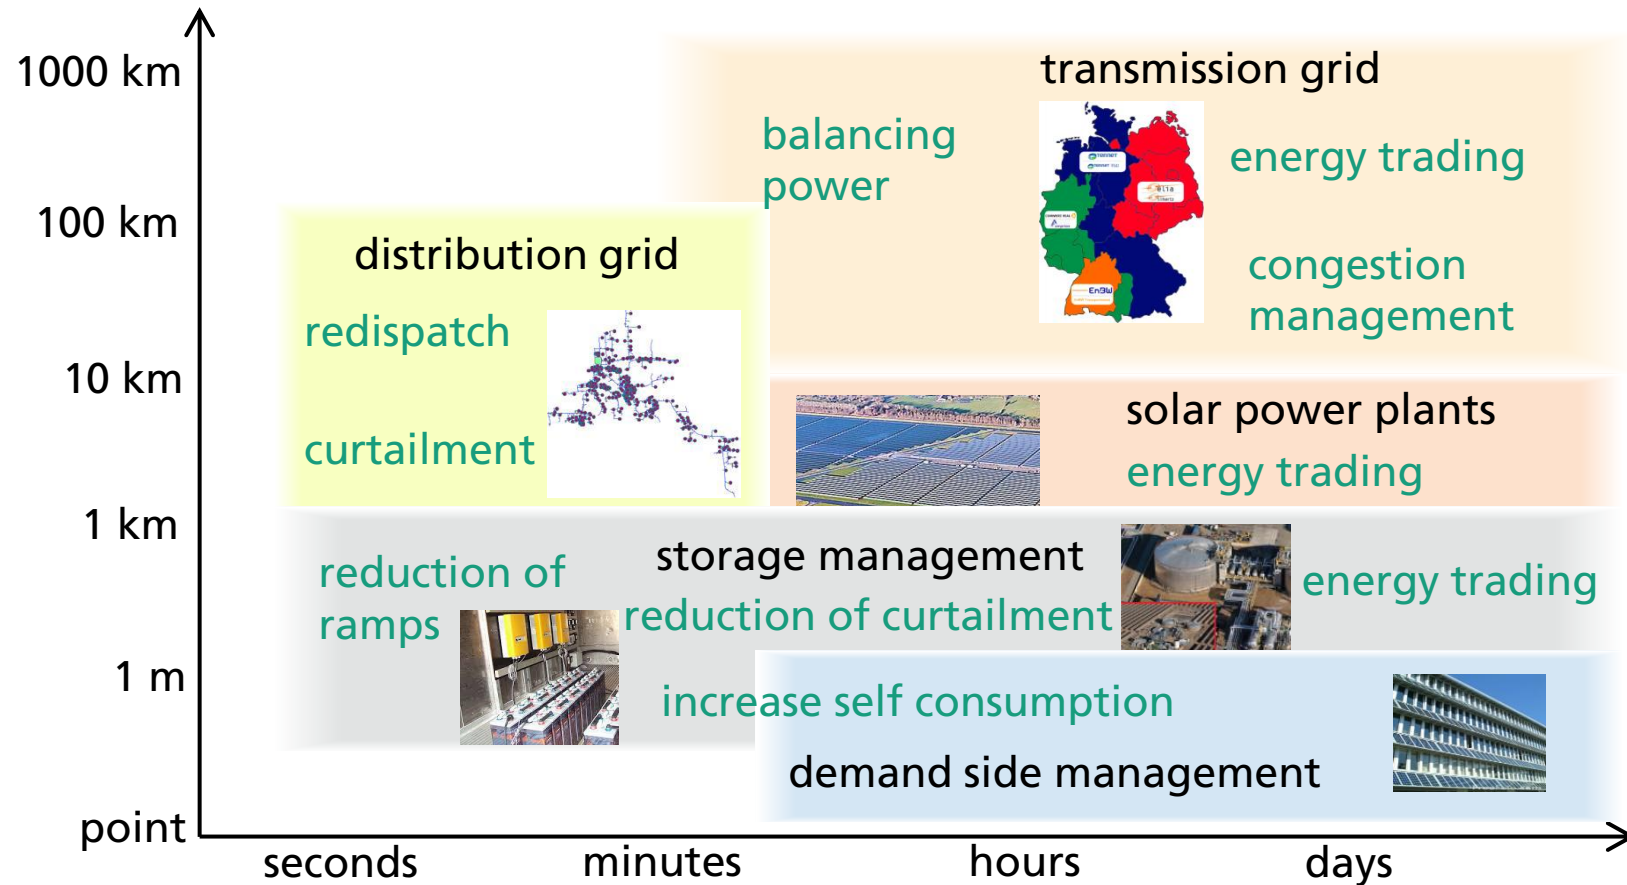 1000 km
transmission grid
balancing
power
energy trading
100 km
distribution grid
congestion
management
EnBW
redispatch
10 km
solar power plants
curtailment
energy trading
1 km
storage management
reduction of
ramps
energy trading
reduction of curtailment
1 m
increase self consumption
demand side management
point
seconds
minutes
hours
days